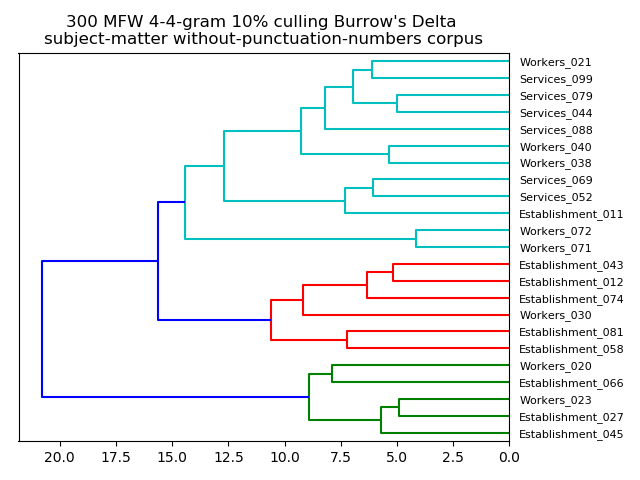 300 MFW 4-4-gram 10% culling Burrow's Delta
subject-matter without-punctuation-numbers corpus
Workers_021
Services_099
Services_079
Services_044
Services_088
Workers_040
Workers_038
Services_069
Services_052
Establishment_011
Workers_072
Workers_071
Establishment_043
Establishment_012
Establishment_074
Workers_030
Establishment_081
Establishment_058
Workers_020
Establishment_066
Workers_023
Establishment_027
Establishment_045
20.0 17.5 15.0 12.5 10.0 7.5 5.0 2.5 0.0